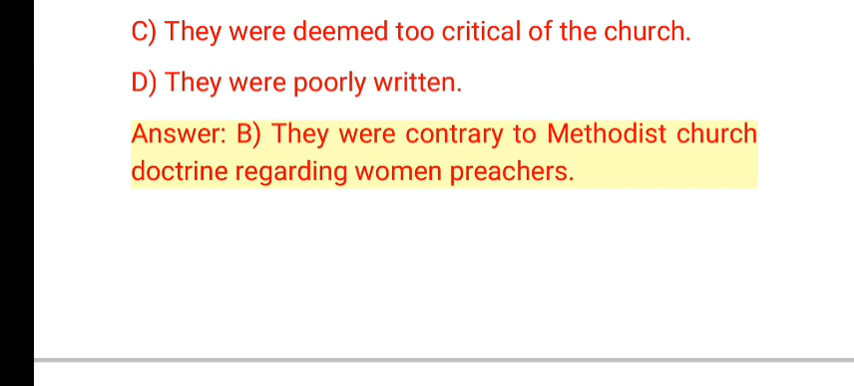 C) They were deemed too critical of the church.
D) They were poorly written.
Answer: B) They were contrary to Methodist church
doctrine regarding women preachers.